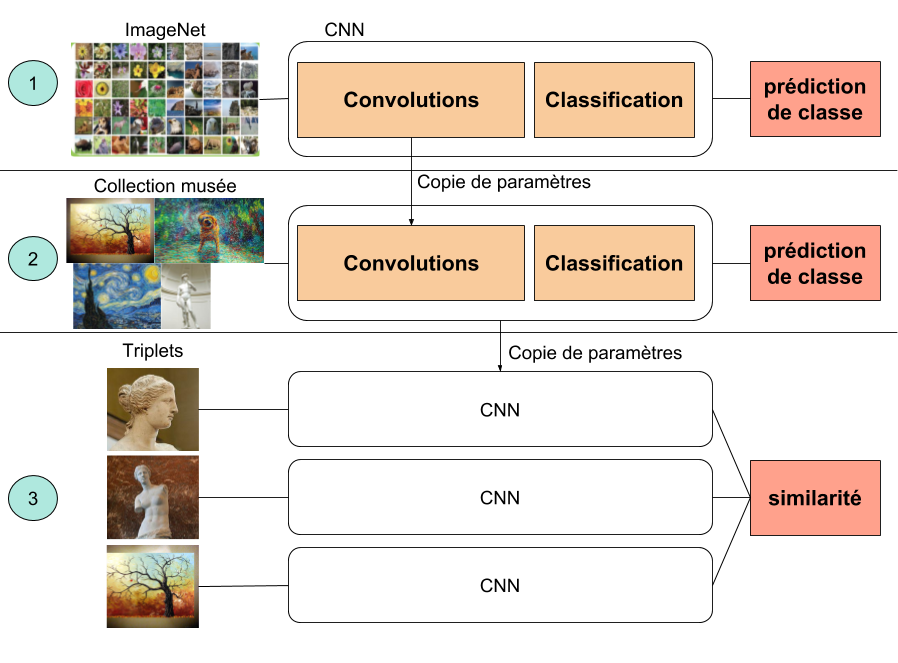 ImageNet
CNN
1
Convolutions
Classification
prédiction
de classe
Copie de paramètres
Collection musée
2
Convolutions
Classification
prédiction
de classe
Copie de paramètres
Triplets
CNN
3
CNN
similarité
CNN